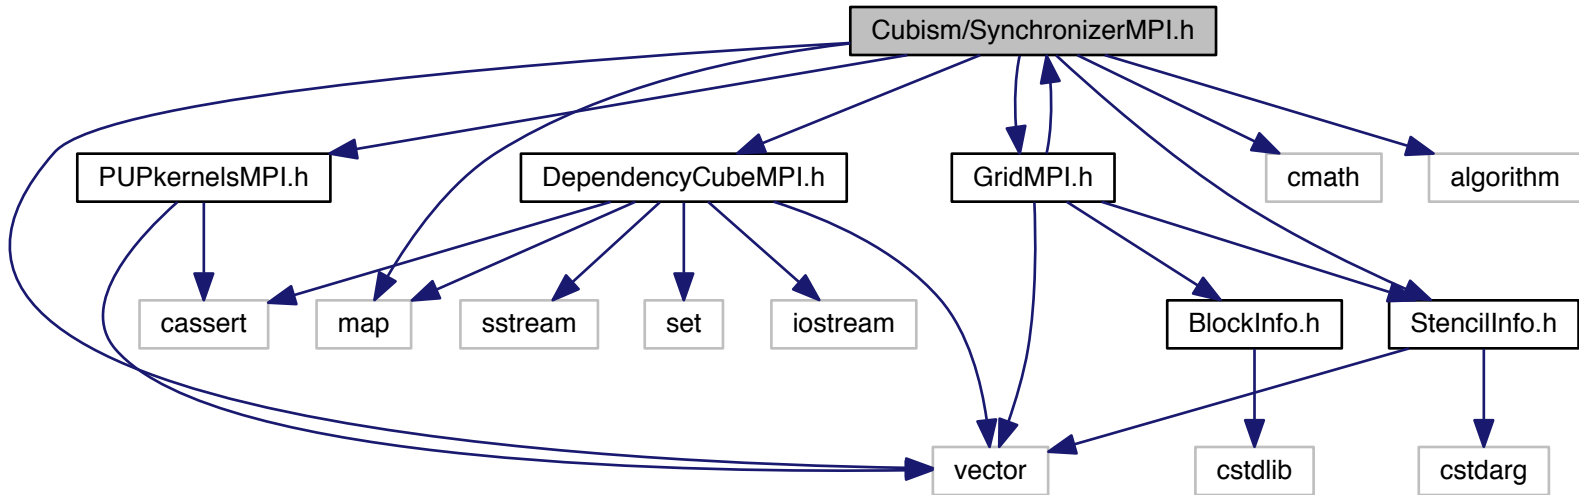 Cubism/SynchronizerMPI.h
PUPkernelsMPI.h
DependencyCubeMPI.h
GridMPI.h
cmath
algorithm
cassert
map
sstream
set
iostream
BlockInfo.h
StencilInfo.h
vector
cstdlib
cstdarg